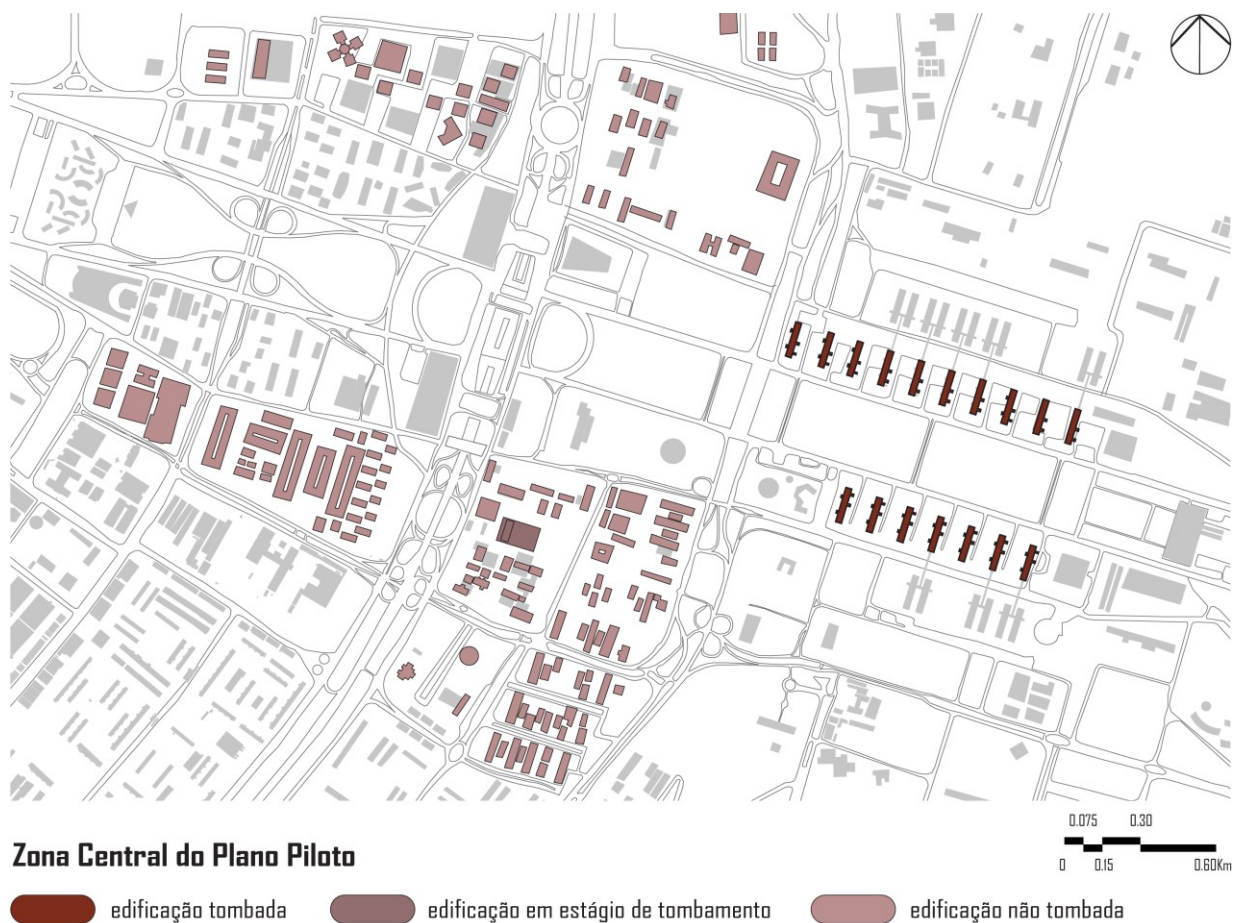 0.075 0.30
0 0.15 0.60Km
Zona Central do Plano Piloto
edificação tombada edificação em estágio de tombamento edificação não tombada